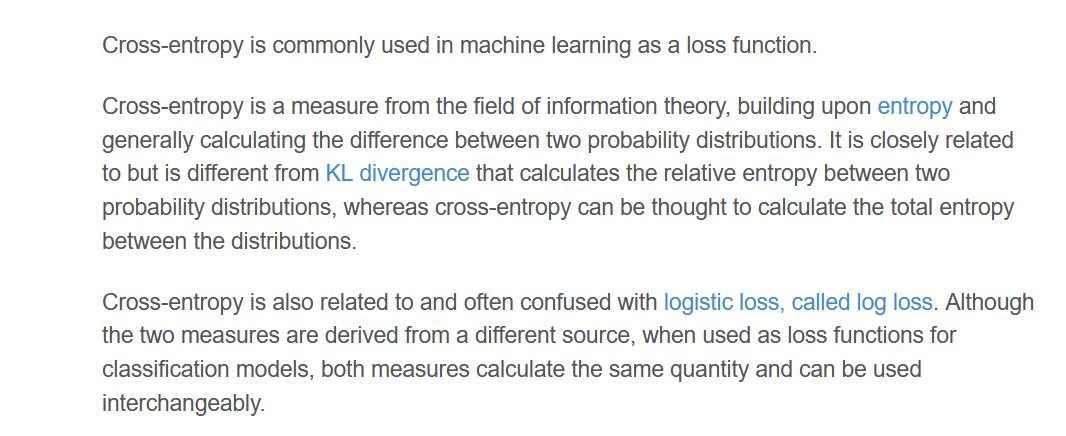 Cross-entropy is commonly used in machine learning as a loss function.
Cross-entropy is a measure from the field of information theory, building upon entropy and
generally calculating the difference between two probability distributions. It is closely related
to but is different from KL divergence that calculates the relative entropy between two
probability distributions, whereas cross-entropy can be thought to calculate the total entropy
between the distributions.
Cross-entropy is also related to and often confused with logistic loss, called log loss. Although
the two measures are derived from a different source, when used as loss functions for
classification models, both measures calculate the same quantity and can be used
interchangeably.